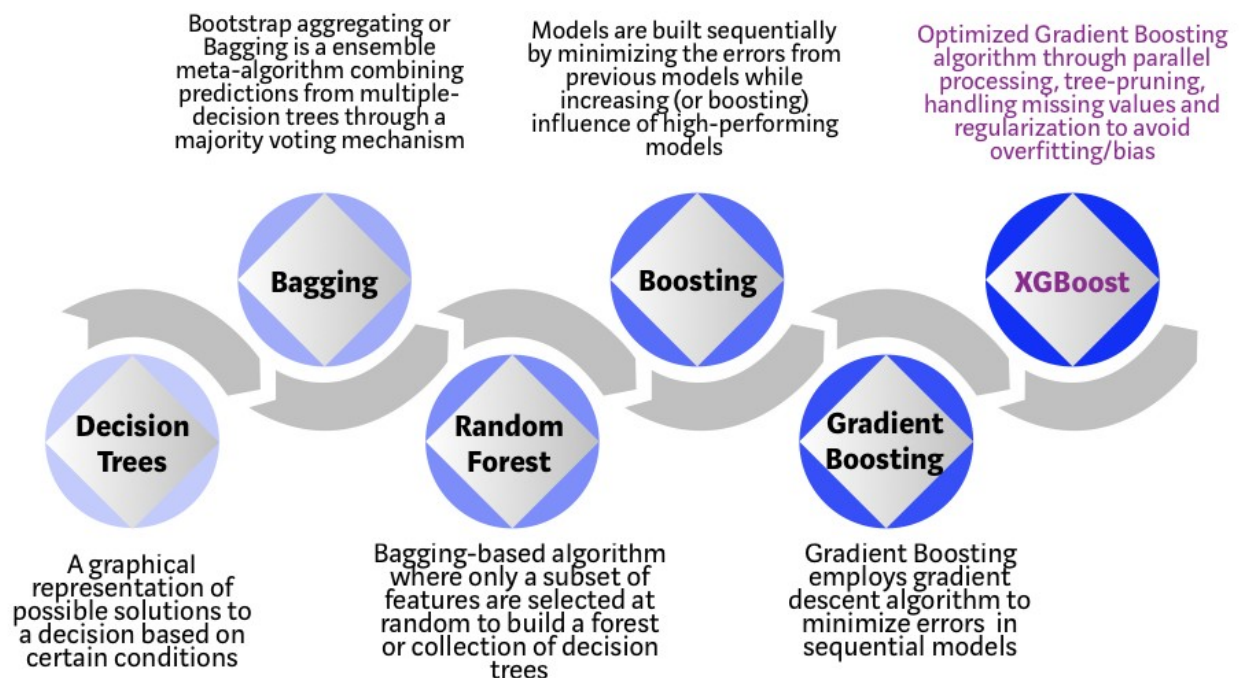 Bootstrap aggregating or
Bagging is a ensemble
meta-algorithm combining
predictions from multiple-
decision trees through a
majority voting mechanism
Models are built sequentially
by minimizing the errors from
previous models while
increasing (or boosting)
influence of high-performing
models
Optimized Gradient Boosting
algorithm through parallel
processing, tree-pruning,
handling missing values and
regularization to avoid
overfitting/bias
Bagging
Boosting
XGBoost
Decision
Trees
Random
Forest
Gradient
Boosting
A graphical
representation of
possible solutions to
a decision based on
certain conditions
Bagging-based algorithm
where only a subset of
features are selected at
random to build a forest
or collection of decision
trees
Gradient Boosting
employs gradient
descent algorithm to
minimize errors in
sequential models